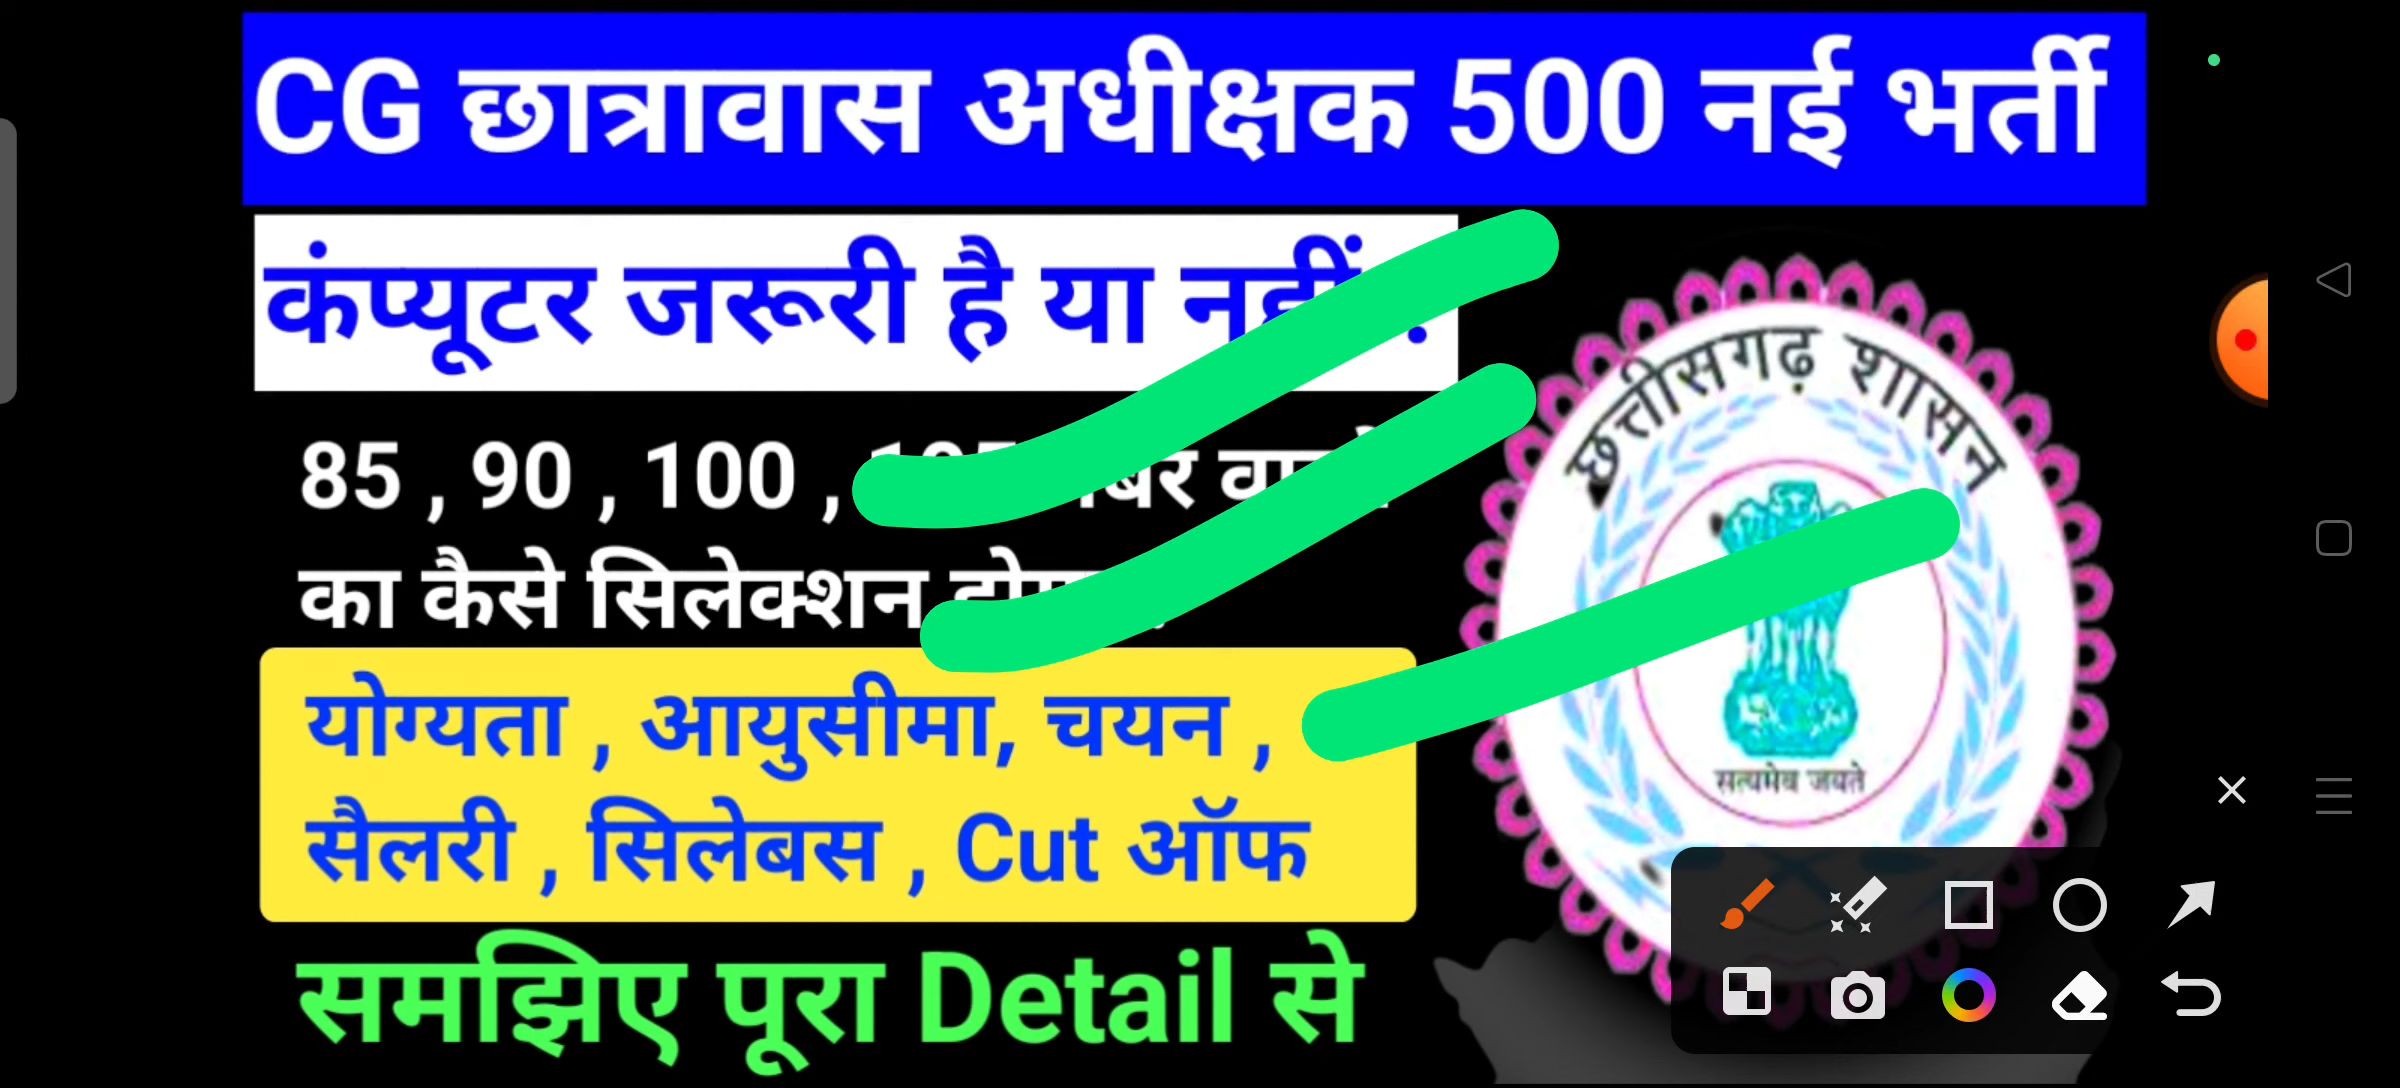 CG छात्रावास अधीक्षक 500 नई भर्ती
कंप्यूटर जरूरी है या नहीं
85 , 90 , 100 ,
का कैसे सिलेक्शन
योग्यता , आयुसीमा, चयन ,
सैलरी , सिलेबस , Cut ऑफ
समझिए पूरा Detail से
छत्तीसगढ़ शासन
सत्यमेव जयते